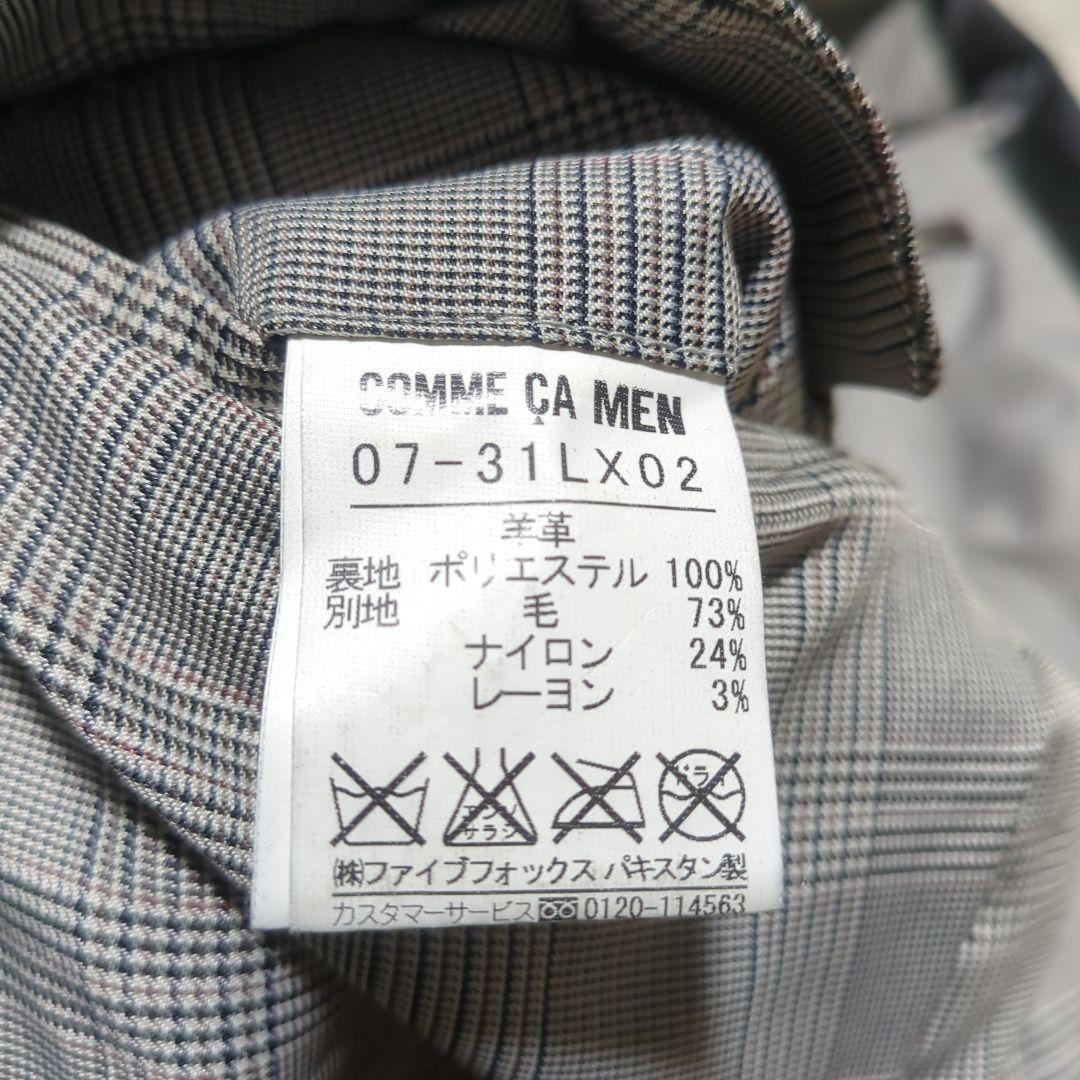 COMME ÇA MEN
07-31LX02
羊革
裏地 ポリエステル 100%
別地 毛 73%
ナイロン 24%
レーヨン 3%
エンソ
サラシ
ドライ
㈱ファイブフォックス パキスタン製
カスタマーサービス 0120-114563